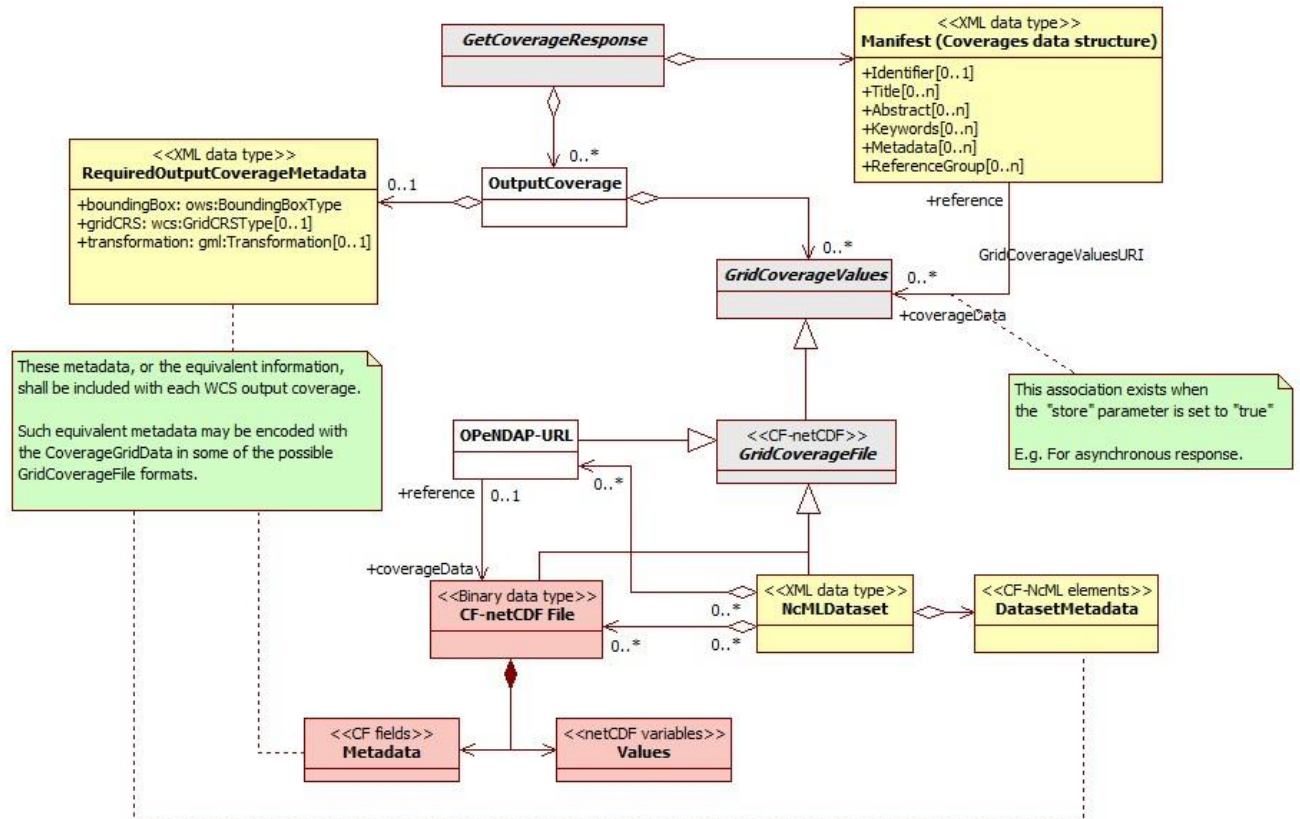 GetCoverageResponse
<<XML data type>>
Manifest (Coverages data structure)
+Identifier[0..1]
+Title[0..n]
+Abstract[0..n]
+Keywords[0..n]
+Metadata[0..n]
+ReferenceGroup[0..n]
<<XML data type>>
RequiredOutputCoverageMetadata
+boundingBox: ows:BoundingBoxType
+gridCRS: wcs:GridCRSType[0..1]
+transformation: gml:Transformation[0..1]
0..1
0..*
OutputCoverage
+reference
0..*
GridCoverageValuesURI
GridCoverageValues
0..*
+coverageData
These metadata, or the equivalent information,
shall be included with each WCS output coverage.
Such equivalent metadata may be encoded with
the CoverageGridData in some of the possible
GridCoverageFile formats.
This association exists when
the "store" parameter is set to "true"
E.g. For asynchronous response.
OPeNDAP-URL
<<CF-netCDF>>
GridCoverageFile
+reference
0..1
0..*
+coverageData
<<Binary data type>>
CF-netCDF File
0..*
0..*
0..*
<<XML data type>>
NcMLDataset
<<CF-NcML elements>>
DatasetMetadata
<<CF fields>>
Metadata
<<netCDF variables>>
Values